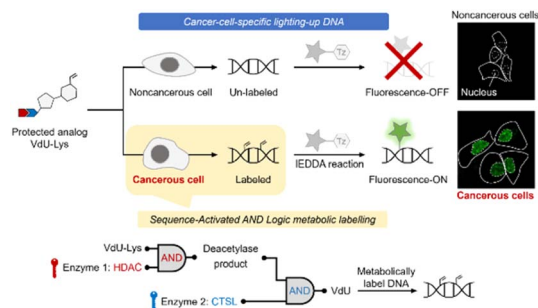 Cancer-cell-specific lighting-up DNA
Noncancerous cells
Tz
Noncancerous cell
Un-labeled
Fluorescence-OFF
Nucleus
Protected analog
VdU-Lys
Tz
IEDDA reaction
Cancerous cell
Labeled
Fluorescence-ON
Cancerous cells
Sequence-Activated AND Logic metabolic labelling
VdU-Lys
AND
Deacetylase
product
Enzyme 1: HDAC
AND
VdU
Metabolically
label DNA
Enzyme 2: CTSL